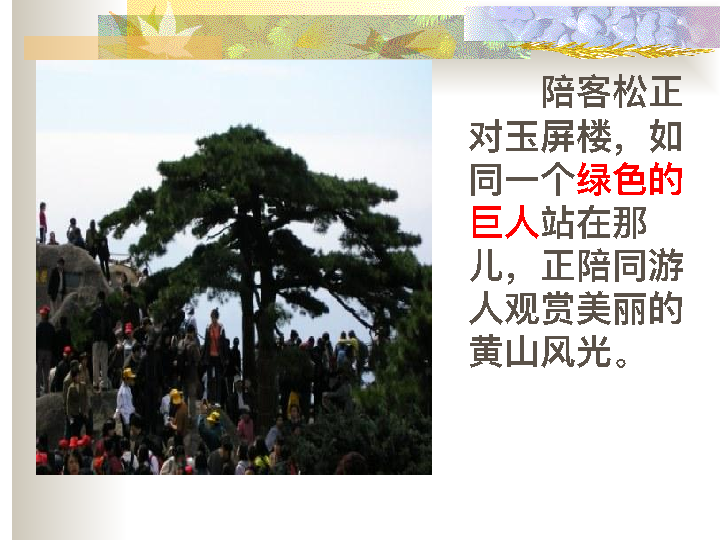 陪客松正
对玉屏楼，如
同一个绿色的
巨人站在那
儿，正陪同游
人观赏美丽的
黄山风光。